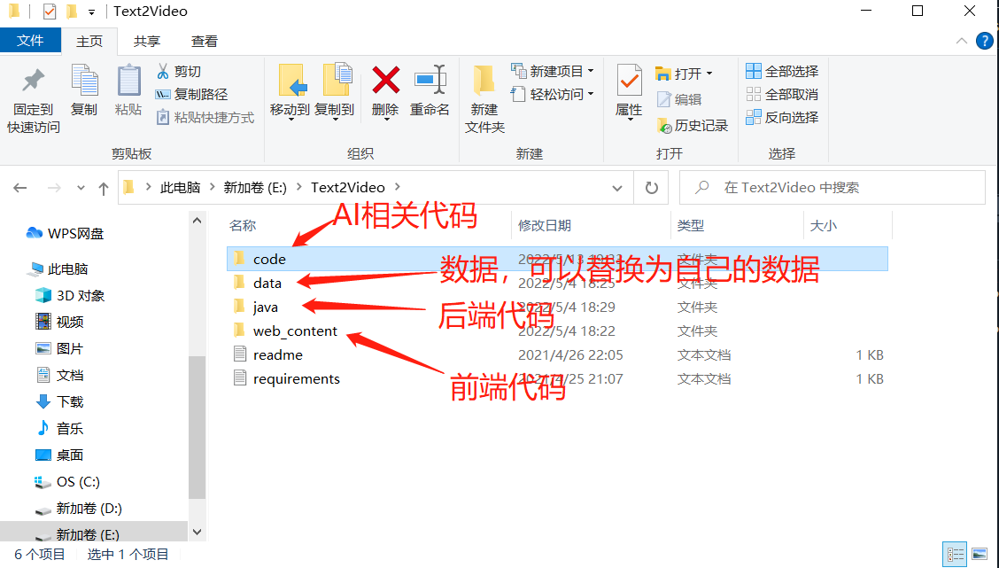 Text2Video
文件 主页 共享 查看
固定到 快速访问
复制
粘贴
剪切
复制路径
粘贴快捷方式
剪贴板
移动到
复制到
删除
重命名
组织
新建 文件夹
新建项目
轻松访问
新建
属性
打开
编辑
历史记录
打开
全部选择
全部取消
反向选择
选择
此电脑 > 新加卷 (E:) > Text2Video >
在 Text2Video 中搜索
WPS网盘
此电脑
3D 对象
视频
图片
文档
下载
音乐
桌面
OS (C:)
新加卷 (D:)
新加卷 (E:)
名称 修改日期 类型 大小
AI相关代码
code 2022/5/13 19:33 文件夹
数据，可以替换为自己的数据
data 2022/5/4 18:25 文件夹
java 2022/5/4 18:29 文件夹
后端代码
web_content 2022/5/4 18:22 文件夹
readme 2021/4/26 22:05 文本文档 1 KB
requirements 2021/4/25 21:07 文本文档 1 KB
前端代码
6 个项目 选中 1 个项目